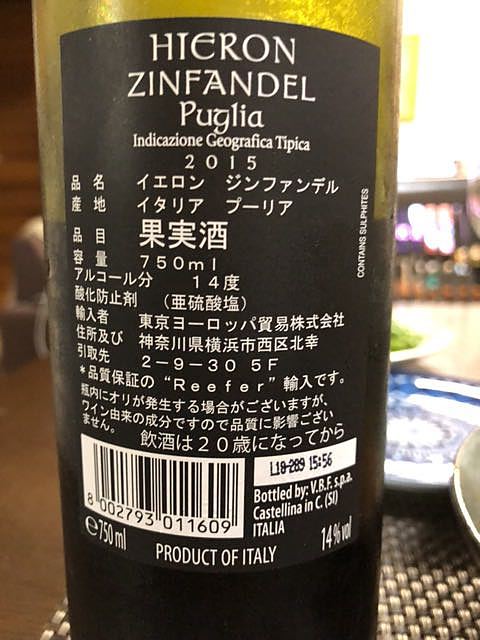 HIERON
ZINFANDEL
Puglia
Indicazione Geografica Tipica
2015
品 名 イエロン ジンファンデル
産 地 イタリア プーリア
品 目 果実酒
容 量 750ml
アルコール分 14度
酸化防止剤 (亜硫酸塩)
輸入者 東京ヨーロッパ貿易株式会社
住所及び 神奈川県横浜市西区北幸
引取先 2-9-30 5F
*品質保証の“Reefer”輸入です。
瓶内にオリが発生する場合がございますが、
ワイン由来の成分ですので品質に影響ござい
ません。 飲酒は20歳になってから
CONTAINS SULPHITES
L18-289 15:56
8 002793 011609
Bottled by: V.B.F. s.p.a.
Castellina in C. (SI)
ITALIA
℮750 ml
14% vol
PRODUCT OF ITALY